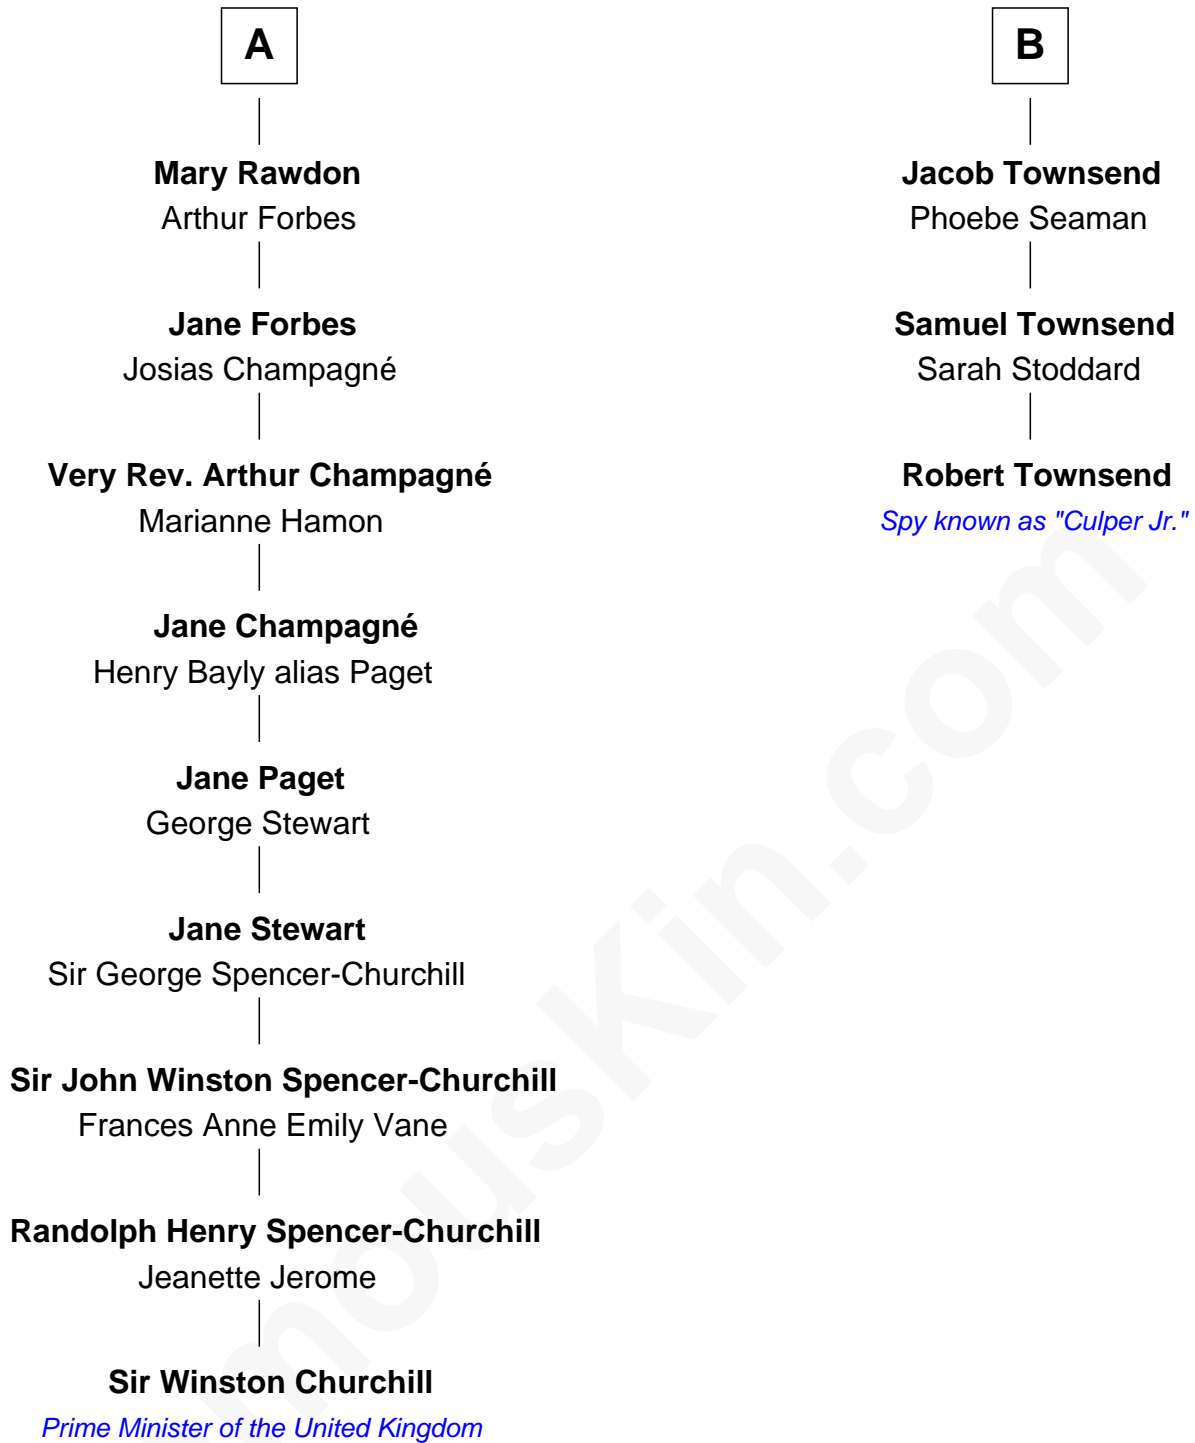 A
Mary Rawdon
Arthur Forbes
Jane Forbes
Josias Champagné
Very Rev. Arthur Champagné
Marianne Hamon
Jane Champagné
Henry Bayly alias Paget
Jane Paget
George Stewart
Jane Stewart
Sir George Spencer-Churchill
Sir John Winston Spencer-Churchill
Frances Anne Emily Vane
Randolph Henry Spencer-Churchill
Jeanette Jerome
Sir Winston Churchill
Prime Minister of the United Kingdom
B
Jacob Townsend
Phoebe Seaman
Samuel Townsend
Sarah Stoddard
Robert Townsend
Spy known as "Culper Jr."
mousKin.com